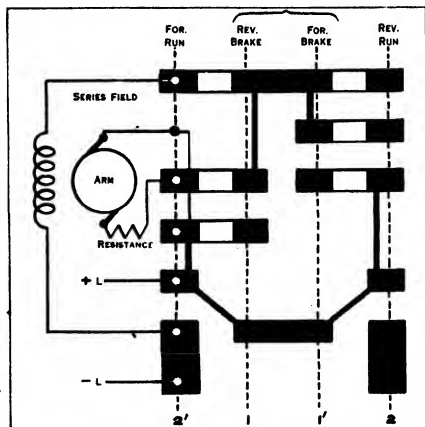 FOR. RUN
REV. BRAKE
FOR. BRAKE
REV. RUN
SERIES FIELD
ARM
RESISTANCE
+ L
– L
2' 1 1' 2